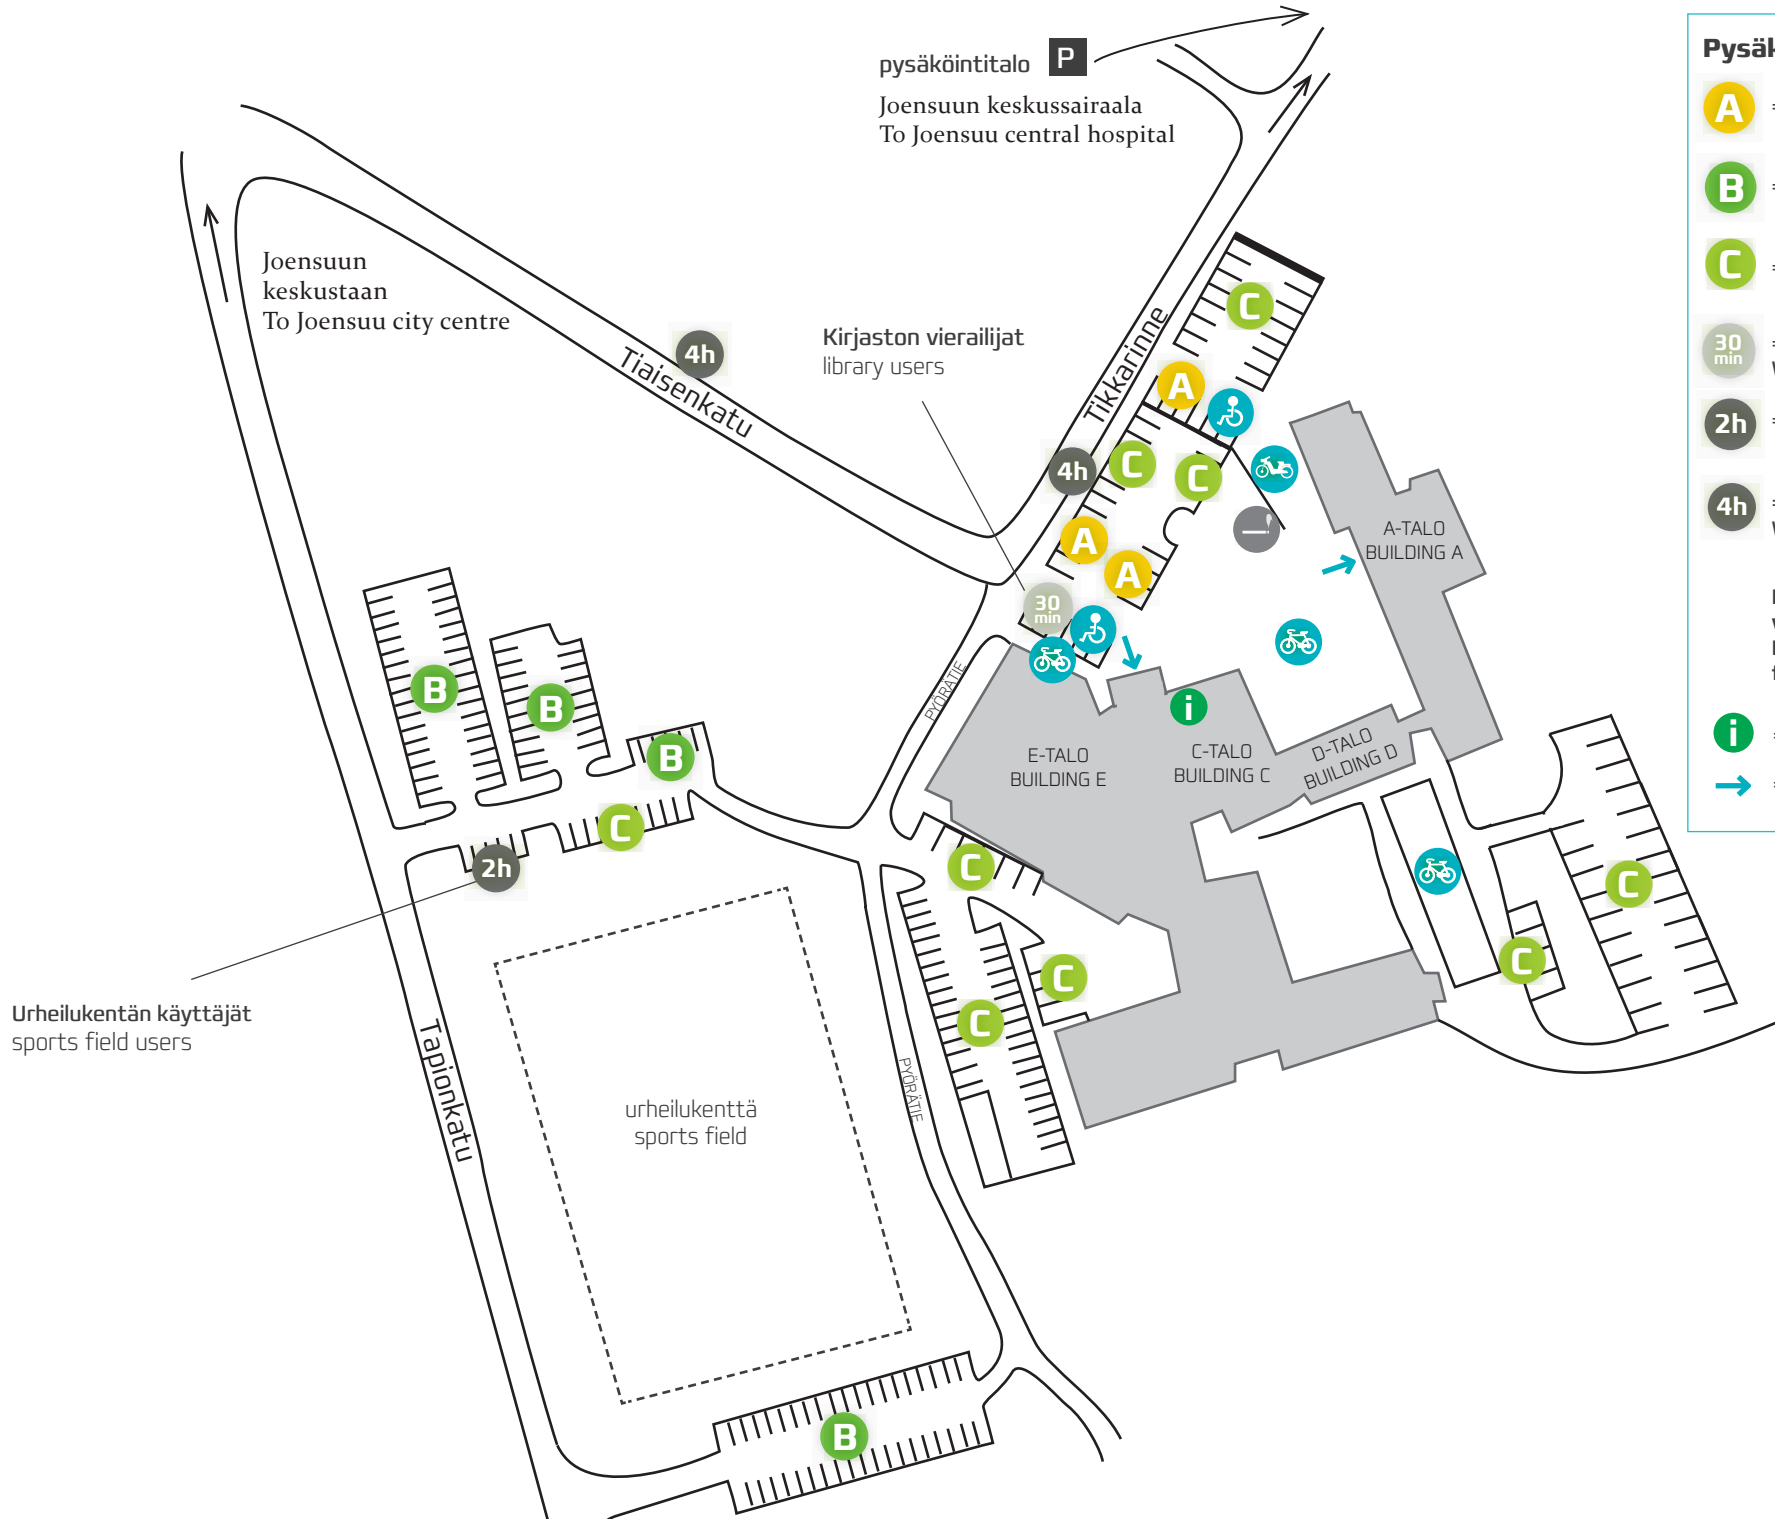 pysäköintitalo P
Joensuun keskussairaala
To Joensuu central hospital
Joensuun
keskustaan
To Joensuu city centre
4h
Tiaisenkatu
Kirjaston vierailijat
library users
Tikkarinne
C
A
4h
C
C
A
A
30
min
PYÖRÄTIE
A-TALO
BUILDING A
i
E-TALO
BUILDING E
C-TALO
BUILDING C
D-TALO
BUILDING D
B
B
B
C
2h
C
C
C
C
C
Urheilukentän käyttäjät
sports field users
Tapionkatu
urheilukenttä
sports field
PYÖRÄTIE
B
A =
B =
C =
30
min =
2h =
4h =
i =
=